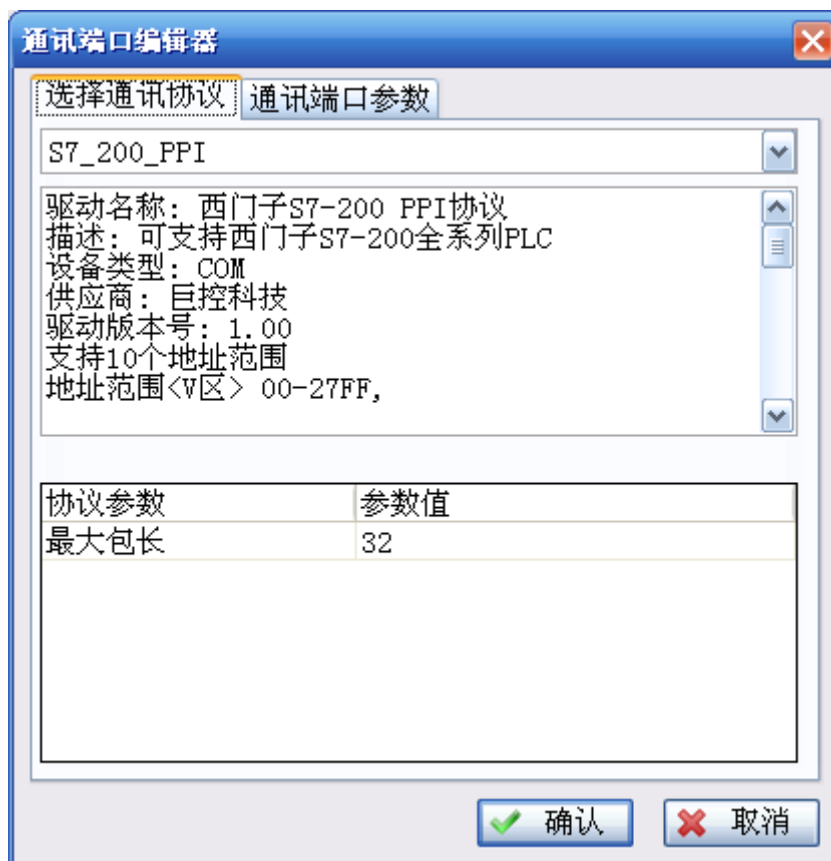 通讯端口编辑器
选择通讯协议 通讯端口参数
S7_200_PPI
驱动名称: 西门子S7-200 PPI协议
描述: 可支持西门子S7-200全系列PLC
设备类型: COM
供应商: 巨控科技
驱动版本号: 1.00
支持10个地址范围
地址范围<V区> 00-27FF,
协议参数 参数值
最大包长 32
确认 取消